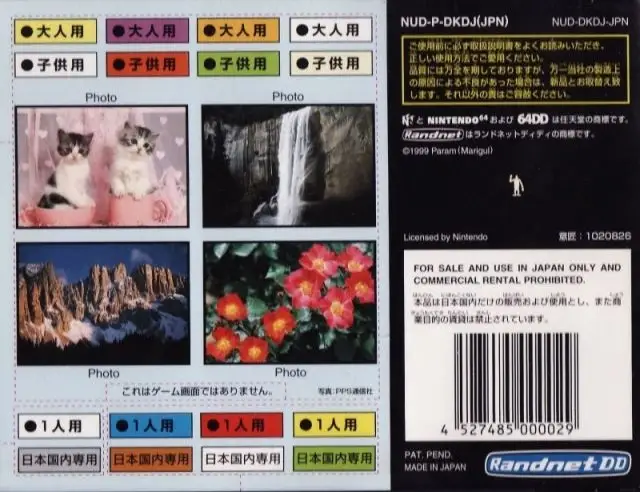 ●大人用
●大人用
●大人用
●大人用
●子供用
●子供用
●子供用
●子供用
Photo
Photo
Photo
Photo
これはゲーム画面ではありません。
写真:PPS通信社
●1人用
●1人用
●1人用
●1人用
日本国内専用
日本国内専用
日本国内専用
日本国内専用
NUD-P-DKDJ(JPN)
NUD-DKDJ-JPN
ご使用前に必ず取扱説明書をよくお読みいただき、
正しい使用方法でご愛用ください。
品質には万全を期しておりますが、万一当社の製造上
の原因による不良があった場合は、新品とお取替え致
します。それ以外の責はご容赦ください。
と NINTENDO64 および 64DD は任天堂の商標です。
Randnet はランドネットディディの商標です。
©1999 Param(Marigul)
Licensed by Nintendo
意匠:1020826
FOR SALE AND USE IN JAPAN ONLY AND
COMMERCIAL RENTAL PROHIBITED.
本品は日本国内だけの販売および使用とし、また商
業目的の賃貸は禁止されています。
4 527485 000029
PAT. PEND.
MADE IN JAPAN
Randnet DD